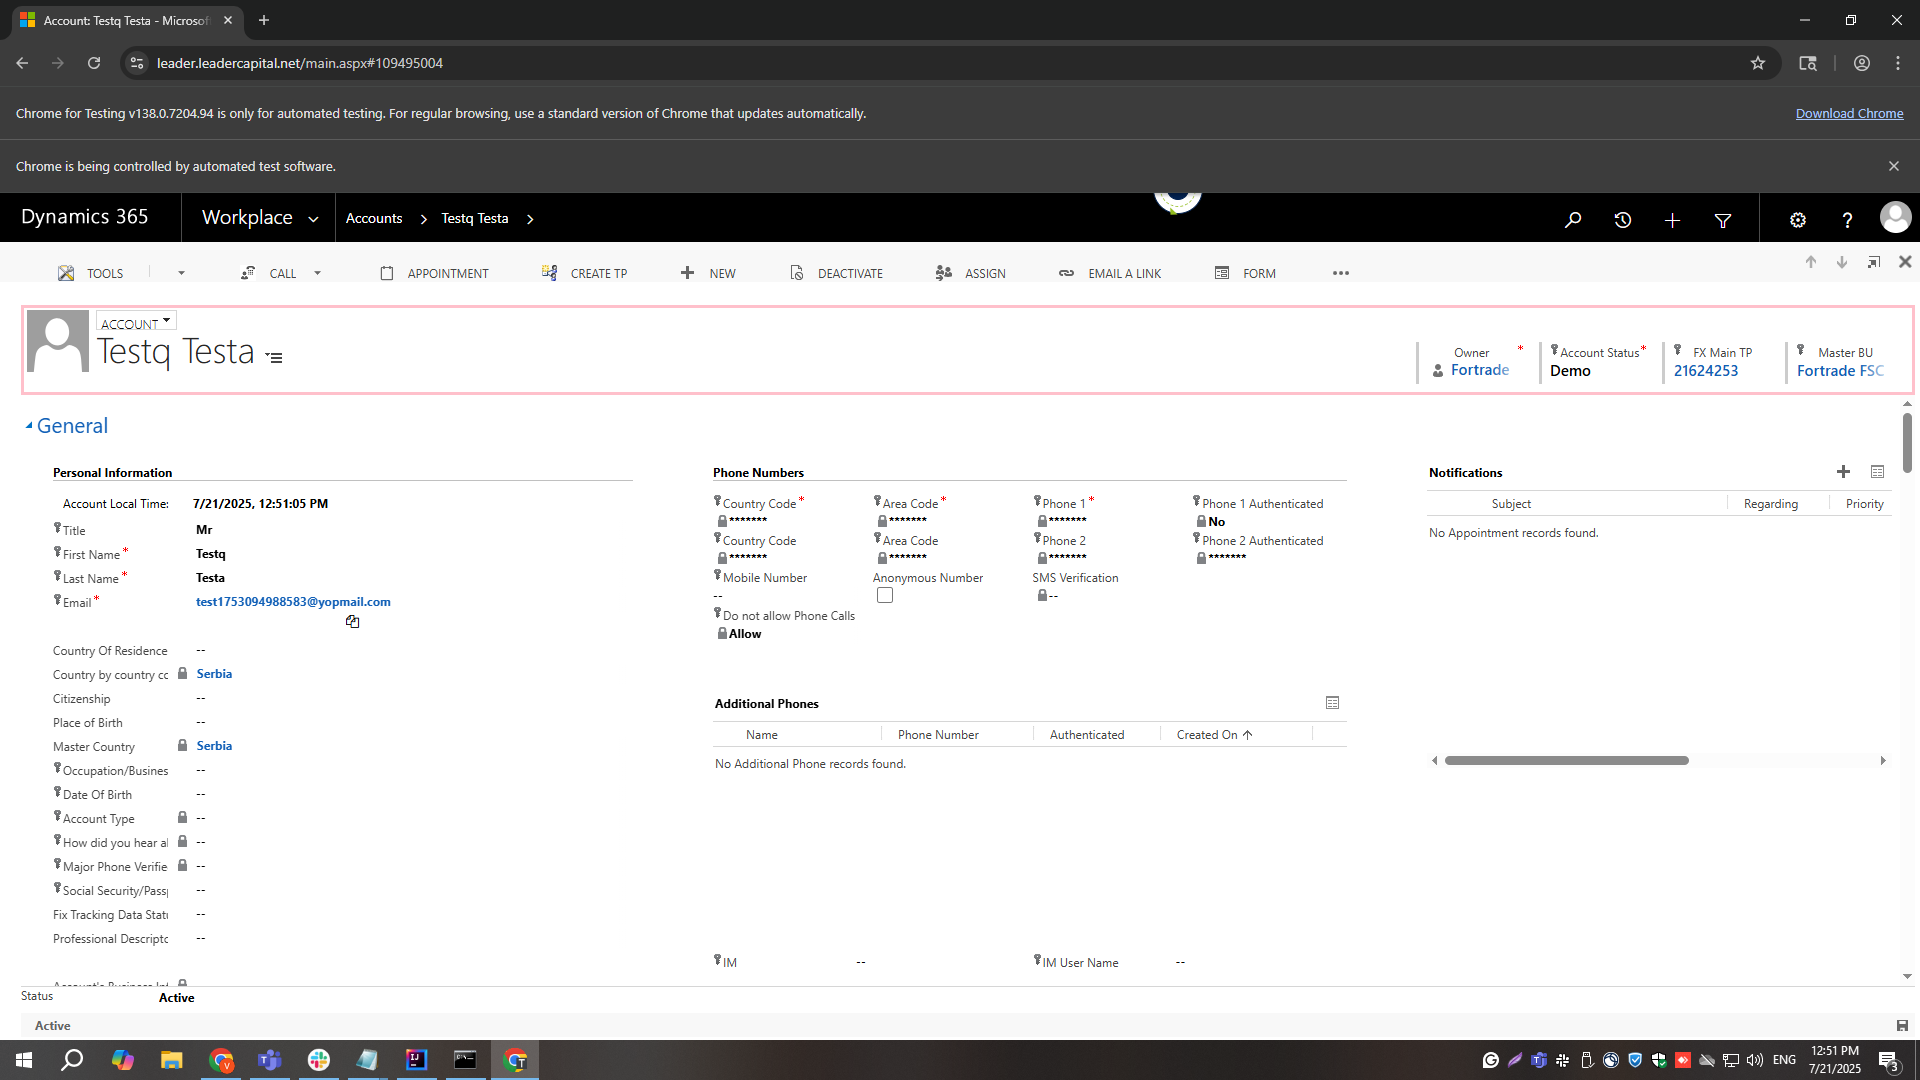 Account: Testq Testa - Microsof
leader.leadercapital.net/main.aspx#109495004
Chrome for Testing v138.0.7204.94 is only for automated testing. For regular browsing, use a standard version of Chrome that updates automatically.
Download Chrome
Chrome is being controlled by automated test software.
Dynamics 365
Workplace
Accounts
Testq Testa
TOOLS
CALL
APPOINTMENT
CREATE TP
NEW
DEACTIVATE
ASSIGN
EMAIL A LINK
FORM
ACCOUNT
Testq Testa
Owner *
Fortrade
Account Status *
Demo
FX Main TP
21624253
Master BU
Fortrade FSC
General
Personal Information
Account Local Time: 7/21/2025, 12:51:05 PM
Title Mr
First Name * Testq
Last Name * Testa
Email * test1753094988583@yopmail.com
Country Of Residence --
Country by country cc Serbia
Citizenship --
Place of Birth --
Master Country Serbia
Occupation/Busines --
Date Of Birth --
Account Type --
How did you hear a --
Major Phone Verifie --
Social Security/Pass --
Fix Tracking Data Statu --
Professional Descripto --
Phone Numbers
Country Code * Area Code * Phone 1 * Phone 1 Authenticated
******* ******* ******* No
Country Code Area Code Phone 2 Phone 2 Authenticated
******* ******* ******* *******
Mobile Number Anonymous Number SMS Verification
-- --
Do not allow Phone Calls
Allow
Additional Phones
Name Phone Number Authenticated Created On
No Additional Phone records found.
IM -- IM User Name --
Notifications
Subject Regarding Priority
No Appointment records found.
Status Active
Active
ENG
12:51 PM
7/21/2025
3